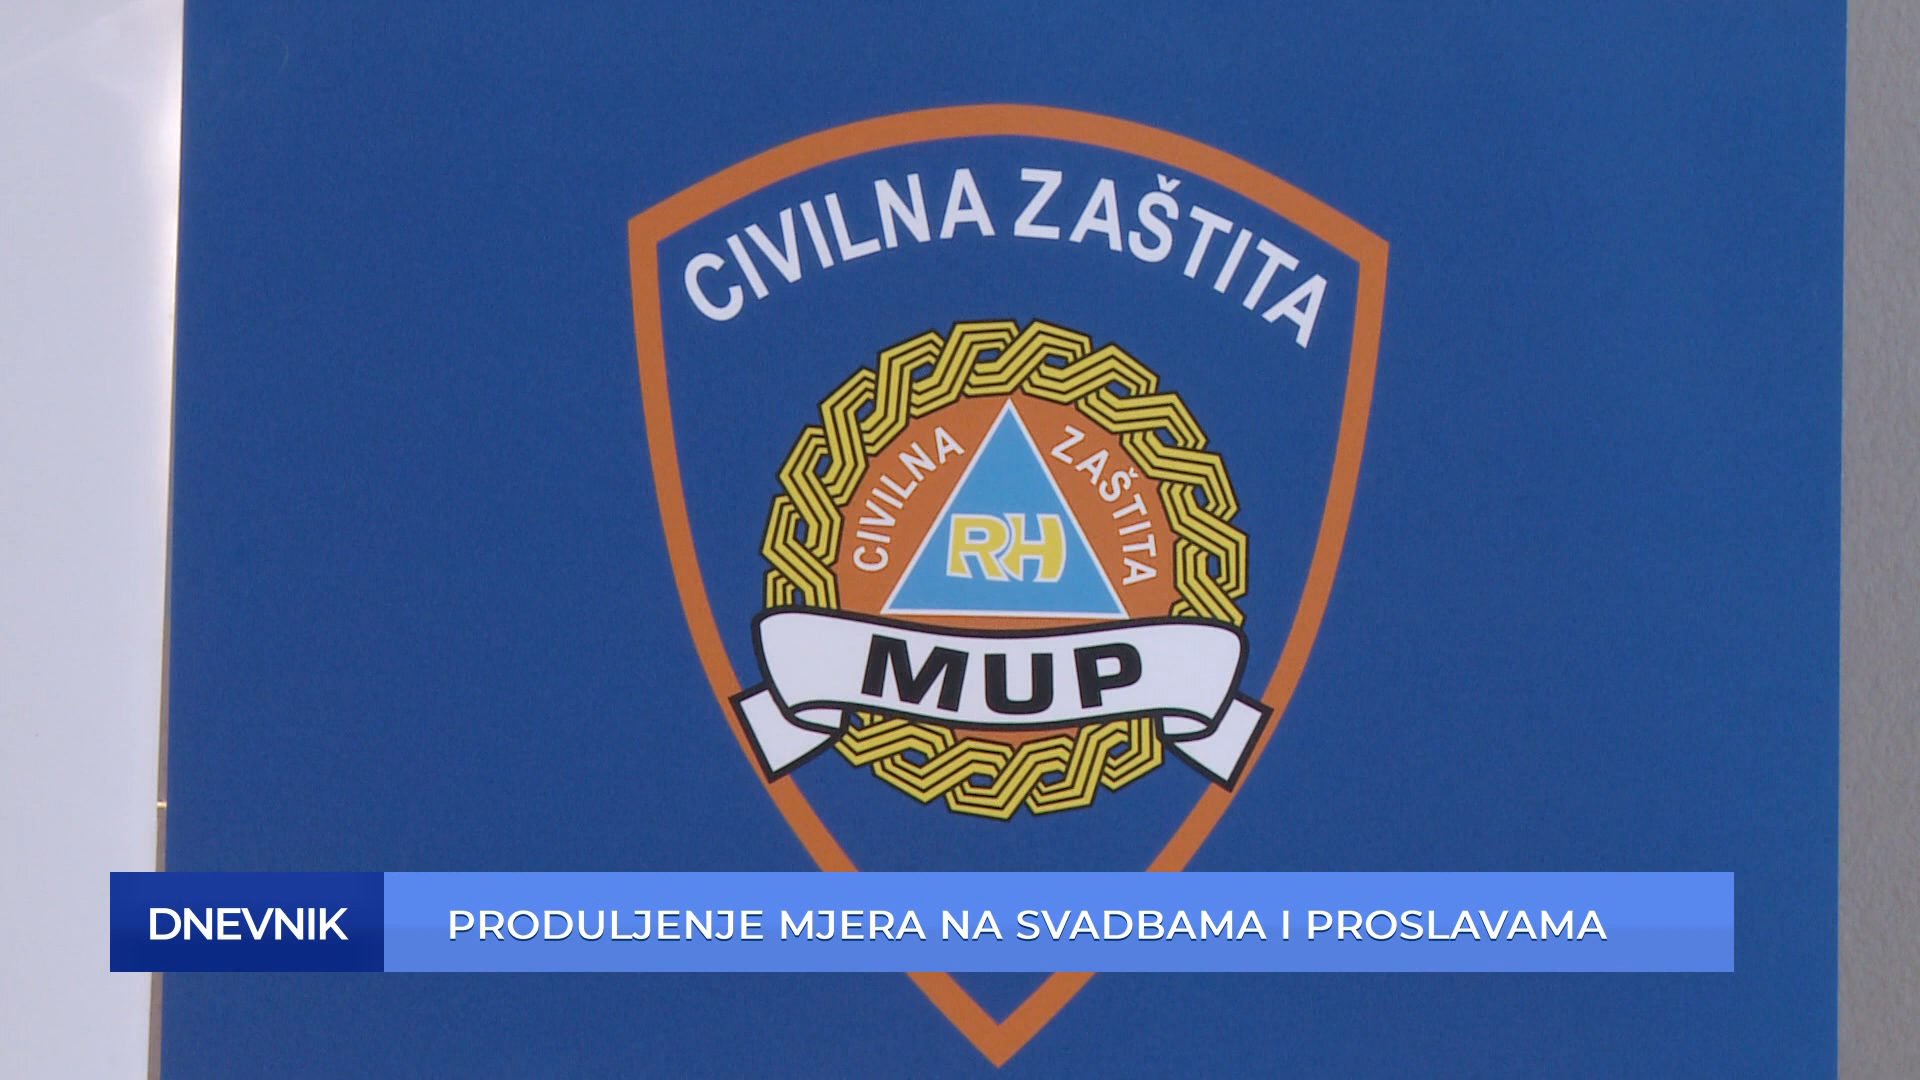 CIVILNA ZAŠTITA
CIVILNA ZAŠTITA
RH
MUP
DNEVNIK PRODULJENJE MJERA NA SVADBAMA I PROSLAVAMA